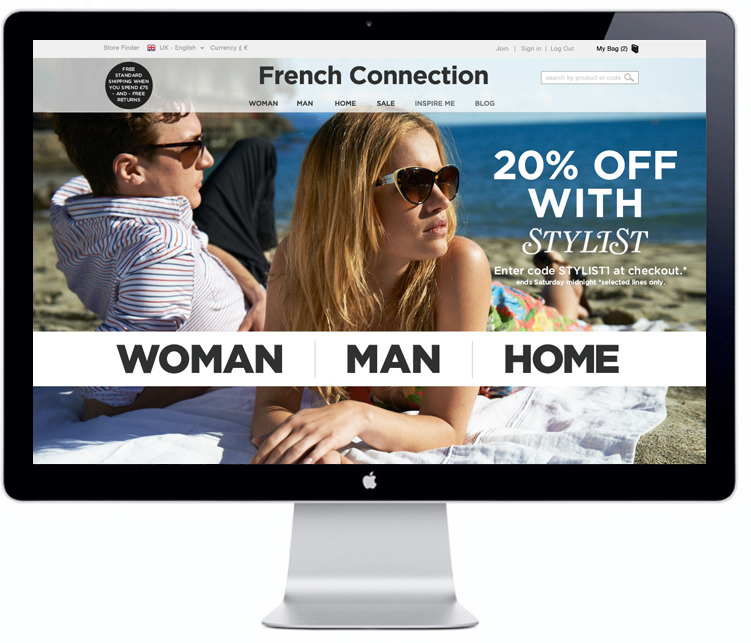 Store Finder UK - English Currency £ €
Join | Sign in | Log Out My Bag (2)
FREE
STANDARD
SHIPPING WHEN
YOU SPEND £75
- AND - FREE
RETURNS
French Connection
search by product or code
WOMAN MAN HOME SALE INSPIRE ME BLOG
20% OFF
WITH
STYLIST
Enter code STYLIST1 at checkout.*
ends Saturday midnight *selected lines only.
WOMAN | MAN | HOME